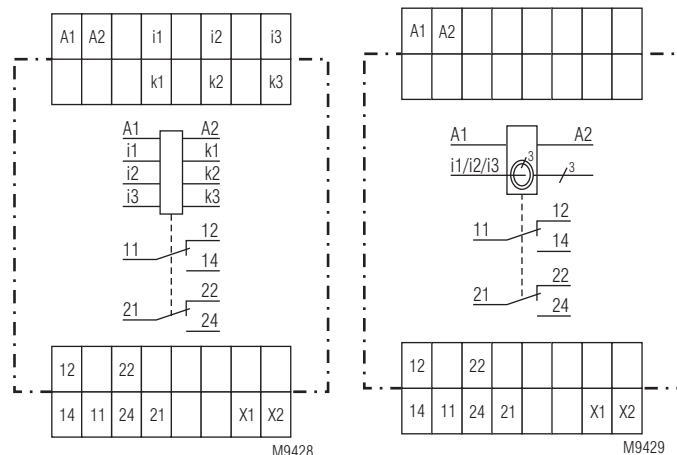 A1 A2 i1 i2 i3
k1 k2 k3
A1 A2
i1 k1
i2 k2
i3 k3
12
11
14
22
21
24
12 22
14 11 24 21 X1 X2
M9428
A1 A2
A1 3 A2
i1/i2/i3 3
12
11
14
22
21
24
12 22
14 11 24 21 X1 X2
M9429